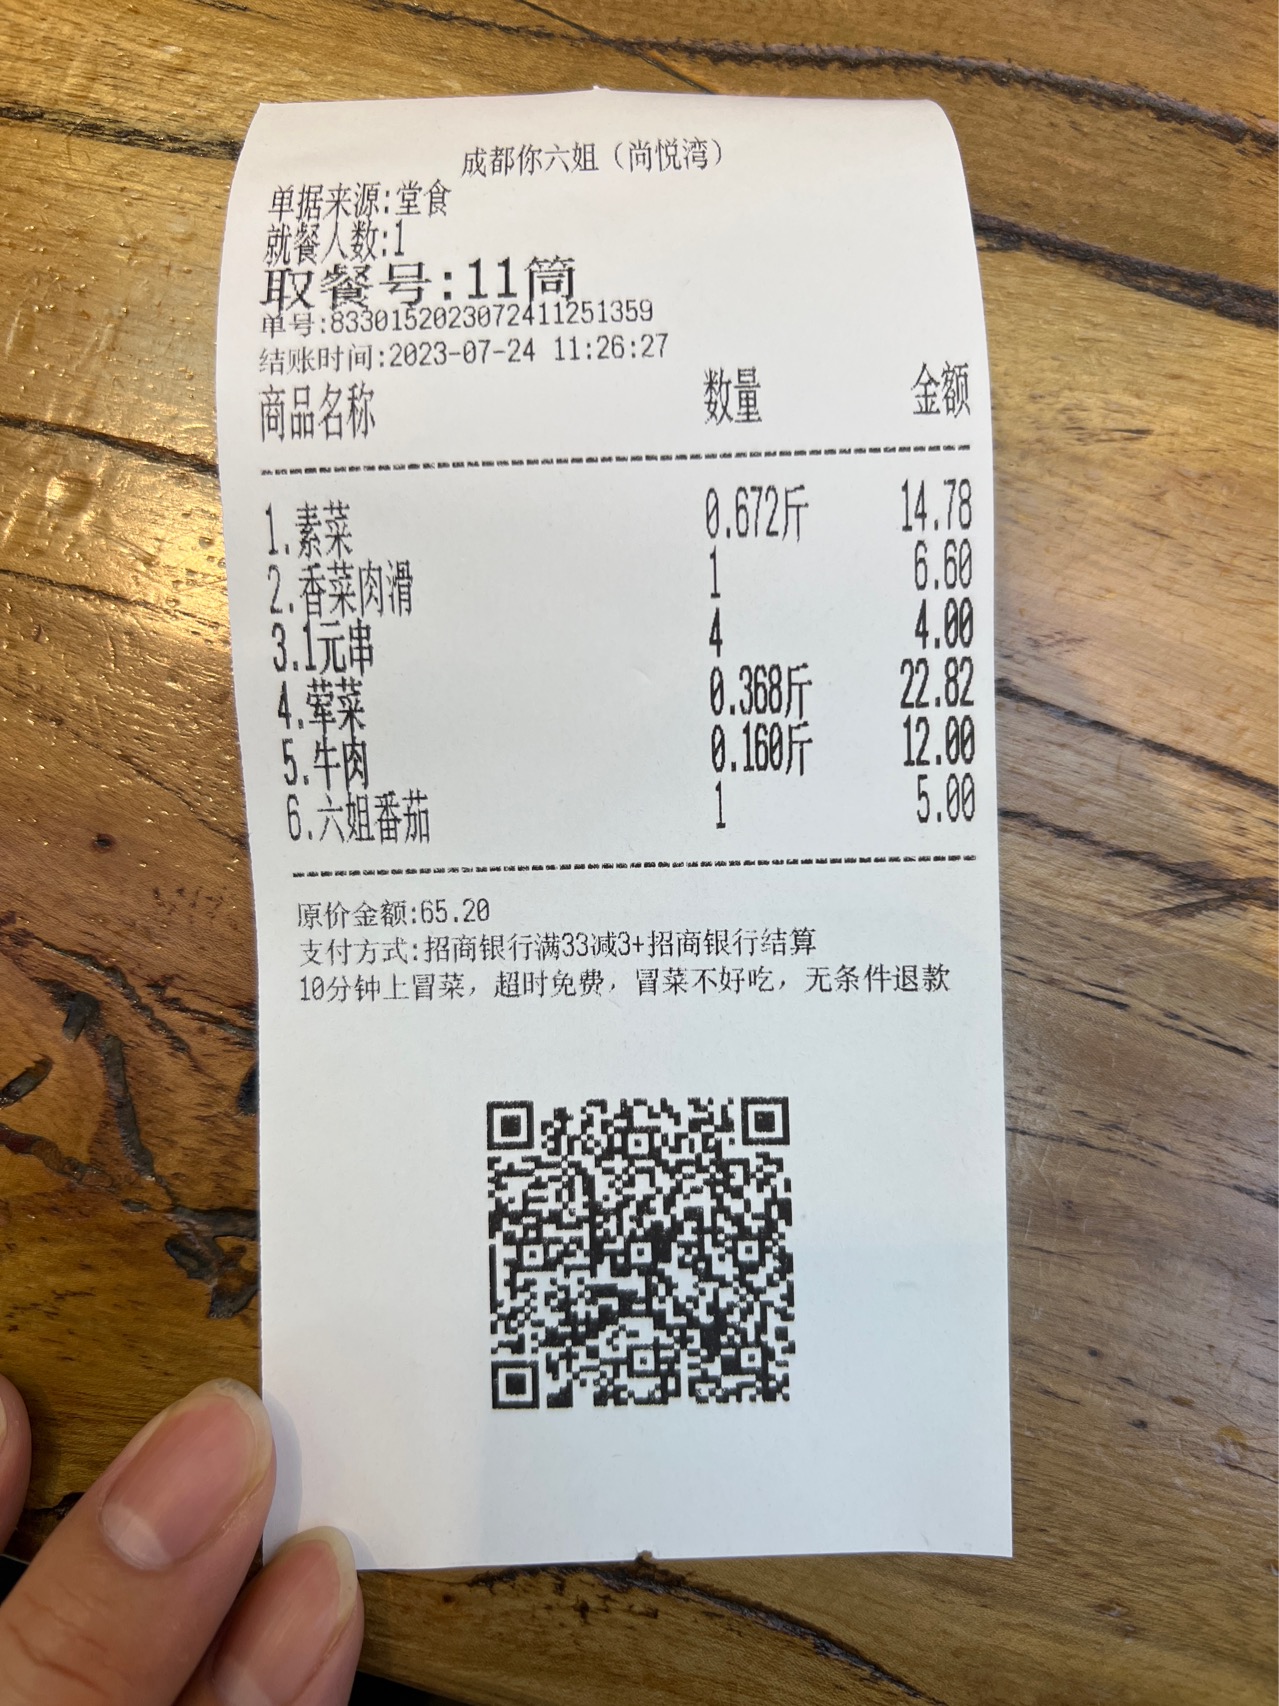 成都你六姐（尚悦湾）
单据来源:堂食
就餐人数:1
取餐号:11筒
单号:8330152023072411251359
结账时间:2023-07-24 11:26:27
商品名称 数量 金额
1.素菜 0.672斤 14.78
2.香菜肉滑 1 6.60
3.1元串 4 4.00
4.荤菜 0.368斤 22.82
5.牛肉 0.160斤 12.00
6.六姐番茄 1 5.00
原价金额:65.20
支付方式:招商银行满33减3+招商银行结算
10分钟上冒菜，超时免费，冒菜不好吃，无条件退款